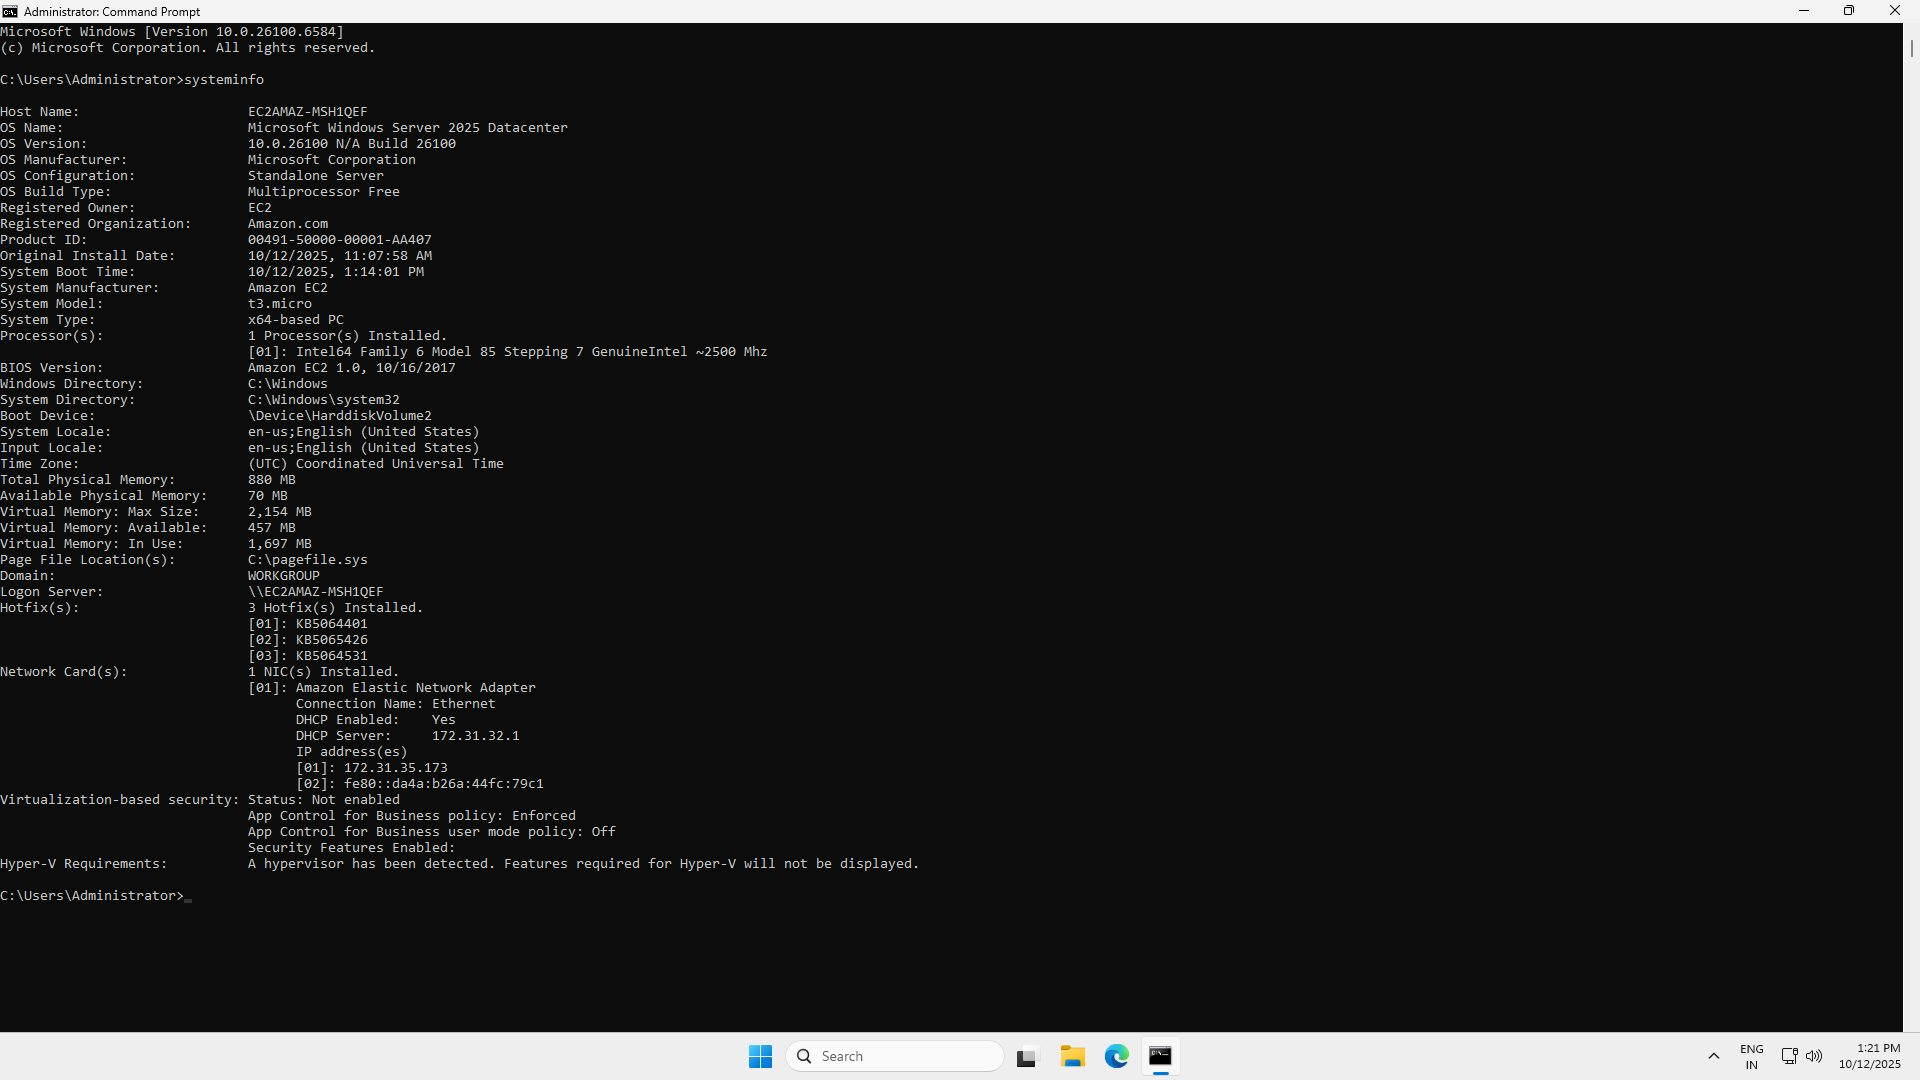 Administrator: Command Prompt
Microsoft Windows [Version 10.0.26100.6584]
(c) Microsoft Corporation. All rights reserved.
C:\Users\Administrator>systeminfo
Host Name: EC2AMAZ-MSH1QEF
OS Name: Microsoft Windows Server 2025 Datacenter
OS Version: 10.0.26100 N/A Build 26100
OS Manufacturer: Microsoft Corporation
OS Configuration: Standalone Server
OS Build Type: Multiprocessor Free
Registered Owner: EC2
Registered Organization: Amazon.com
Product ID: 00491-50000-00001-AA407
Original Install Date: 10/12/2025, 11:07:58 AM
System Boot Time: 10/12/2025, 1:14:01 PM
System Manufacturer: Amazon EC2
System Model: t3.micro
System Type: x64-based PC
Processor(s): 1 Processor(s) Installed.
[01]: Intel64 Family 6 Model 85 Stepping 7 GenuineIntel ~2500 Mhz
BIOS Version: Amazon EC2 1.0, 10/16/2017
Windows Directory: C:\Windows
System Directory: C:\Windows\system32
Boot Device: \Device\HarddiskVolume2
System Locale: en-us;English (United States)
Input Locale: en-us;English (United States)
Time Zone: (UTC) Coordinated Universal Time
Total Physical Memory: 880 MB
Available Physical Memory: 70 MB
Virtual Memory: Max Size: 2,154 MB
Virtual Memory: Available: 457 MB
Virtual Memory: In Use: 1,697 MB
Page File Location(s): C:\pagefile.sys
Domain: WORKGROUP
Logon Server: \\EC2AMAZ-MSH1QEF
Hotfix(s): 3 Hotfix(s) Installed.
[01]: KB5064401
[02]: KB5065426
[03]: KB5064531
Network Card(s): 1 NIC(s) Installed.
[01]: Amazon Elastic Network Adapter
Connection Name: Ethernet
DHCP Enabled: Yes
DHCP Server: 172.31.32.1
IP address(es)
[01]: 172.31.35.173
[02]: fe80::da4a:b26a:44fc:79c1
Virtualization-based security: Status: Not enabled
App Control for Business policy: Enforced
App Control for Business user mode policy: Off
Security Features Enabled:
Hyper-V Requirements: A hypervisor has been detected. Features required for Hyper-V will not be displayed.
C:\Users\Administrator>
Search
ENG
IN
1:21 PM
10/12/2025